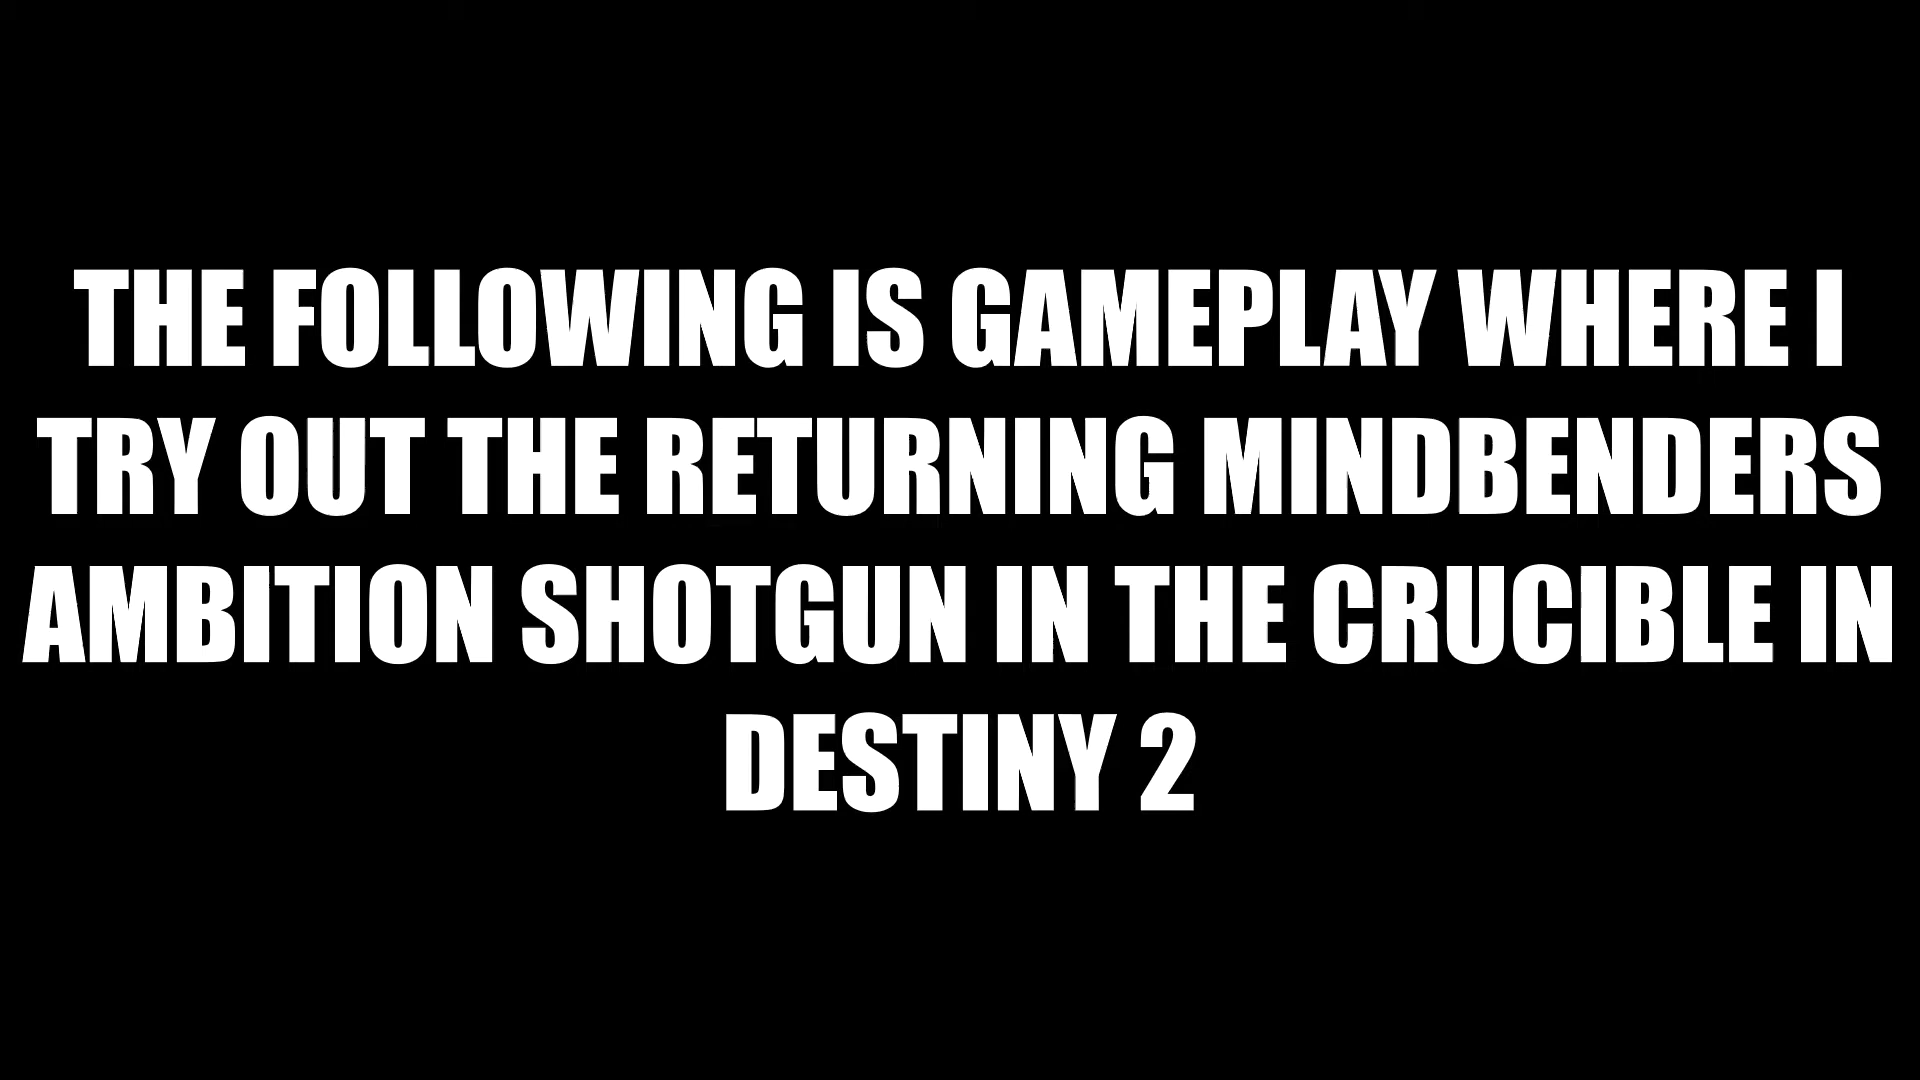 THE FOLLOWING IS GAMEPLAY WHERE I
TRY OUT THE RETURNING MINDBENDERS
AMBITION SHOTGUN IN THE CRUCIBLE IN
DESTINY 2